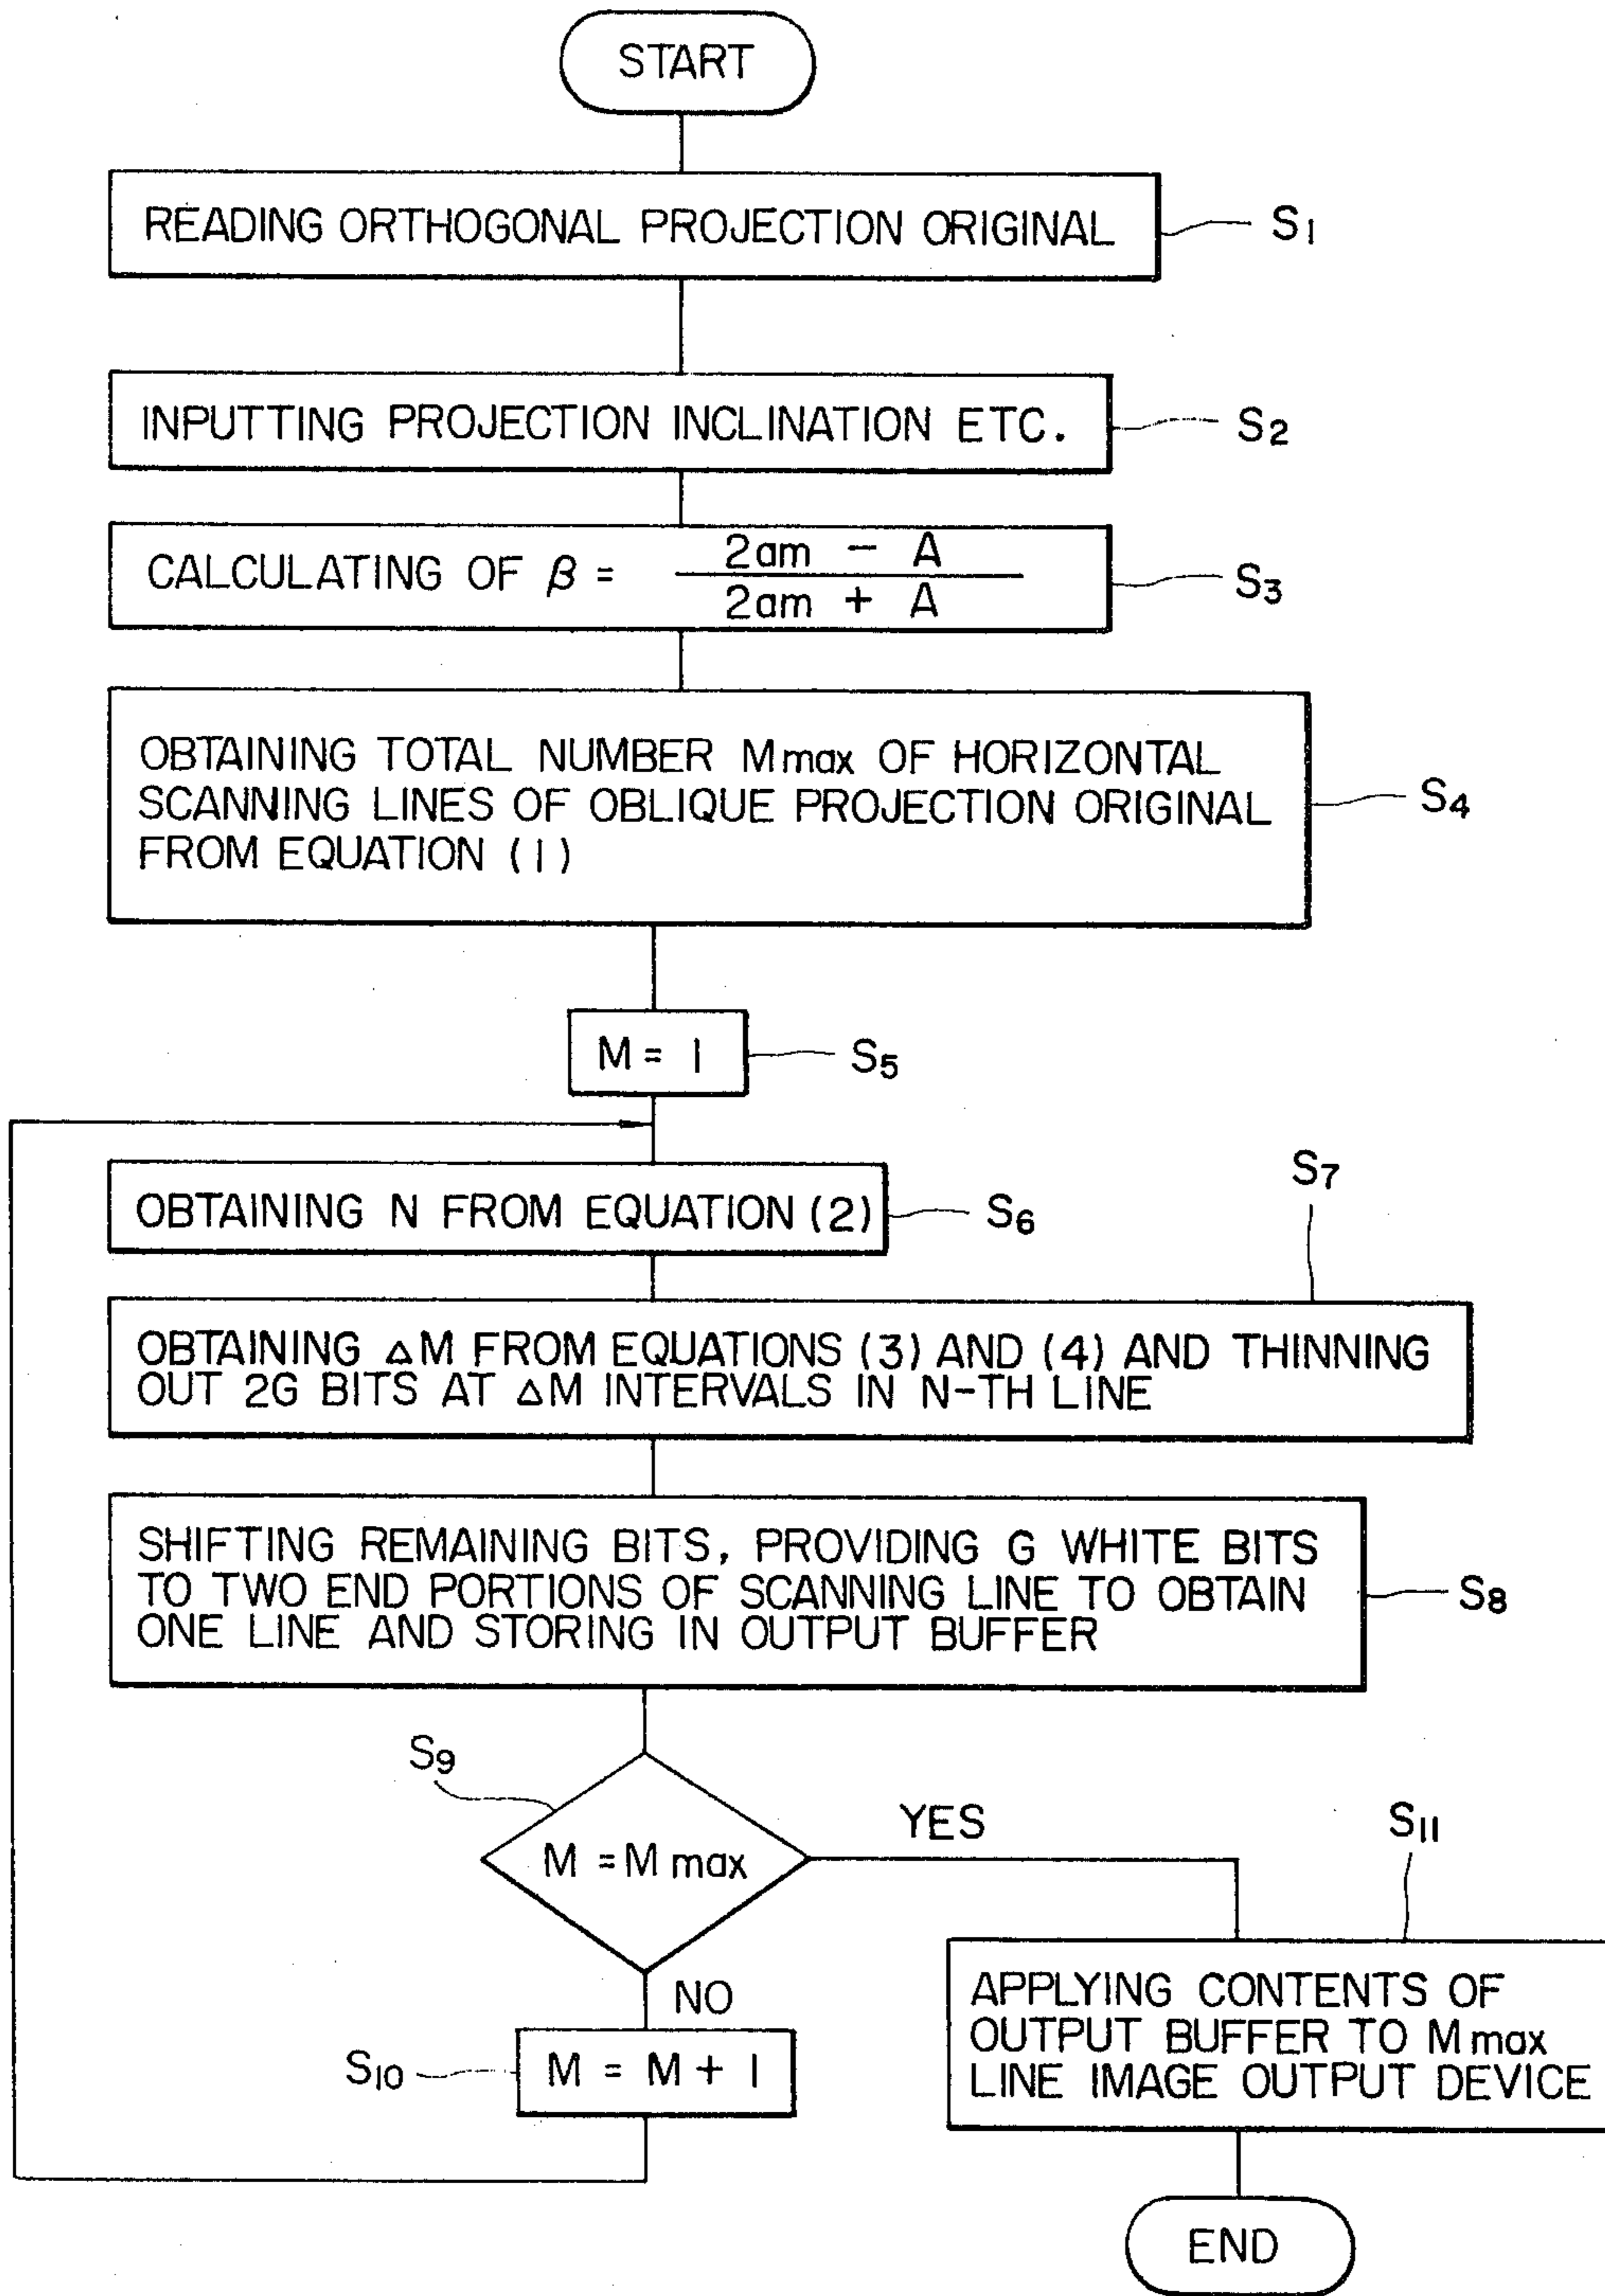 START
READING ORTHOGONAL PROJECTION ORIGINAL
S1
INPUTTING PROJECTION INCLINATION ETC.
S2
CALCULATING OF β = 2am - A / 2am + A
S3
OBTAINING TOTAL NUMBER Mmax OF HORIZONTAL
SCANNING LINES OF OBLIQUE PROJECTION ORIGINAL
FROM EQUATION (1)
S4
M = 1
S5
OBTAINING N FROM EQUATION (2)
S6
S7
OBTAINING ΔM FROM EQUATIONS (3) AND (4) AND THINNING
OUT 2G BITS AT ΔM INTERVALS IN N-TH LINE
SHIFTING REMAINING BITS, PROVIDING G WHITE BITS
TO TWO END PORTIONS OF SCANNING LINE TO OBTAIN
ONE LINE AND STORING IN OUTPUT BUFFER
S8
S9
M = M max
YES
S11
NO
S10
M = M + 1
APPLYING CONTENTS OF
OUTPUT BUFFER TO Mmax
LINE IMAGE OUTPUT DEVICE
END